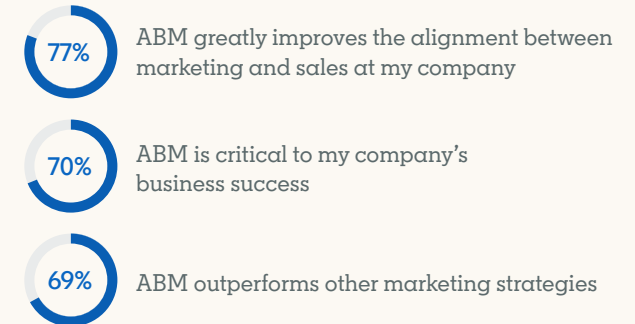 77%
ABM greatly improves the alignment between
marketing and sales at my company
70%
ABM is critical to my company’s
business success
69%
ABM outperforms other marketing strategies